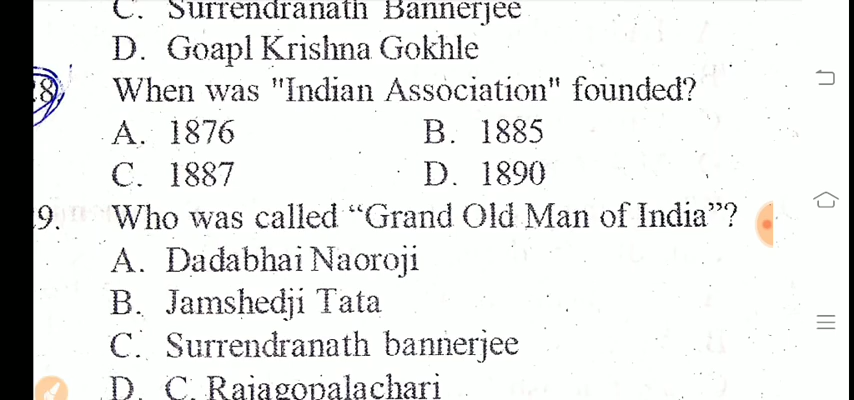 C. Surrendranath Bannerjee
D. Goapl Krishna Gokhle
28. When was "Indian Association" founded?
A. 1876 B. 1885
C. 1887 D. 1890
9. Who was called “Grand Old Man of India”?
A. Dadabhai Naoroji
B. Jamshedji Tata
C. Surrendranath bannerjee
D. C. Rajagopalachari